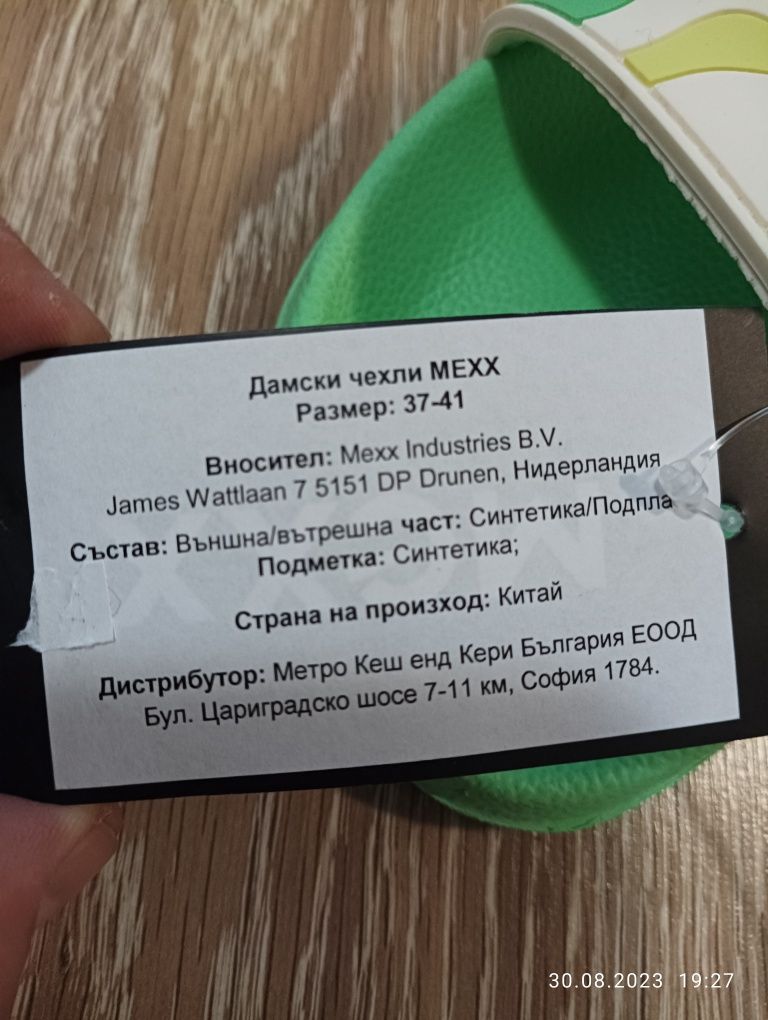 Дамски чехли MEXX
Размер: 37-41
Вносител: Mexx Industries B.V.
James Wattlaan 7 5151 DP Drunen, Нидерландия
Състав: Външна/вътрешна част: Синтетика/Подпла
Подметка: Синтетика;
Страна на произход: Китай
Дистрибутор: Метро Кеш енд Кери България ЕООД
Бул. Цариградско шосе 7-11 км, София 1784.
30.08.2023 19:27